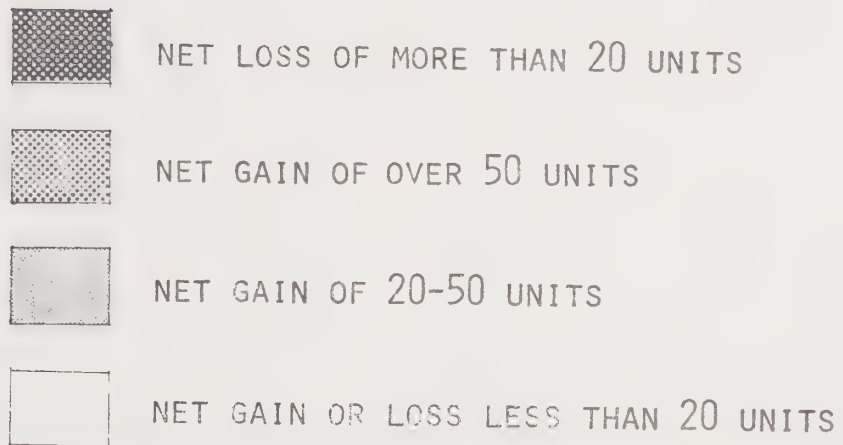 NET LOSS OF MORE THAN 20 UNITS
NET GAIN OF OVER 50 UNITS
NET GAIN OF 20-50 UNITS
NET GAIN OR LOSS LESS THAN 20 UNITS